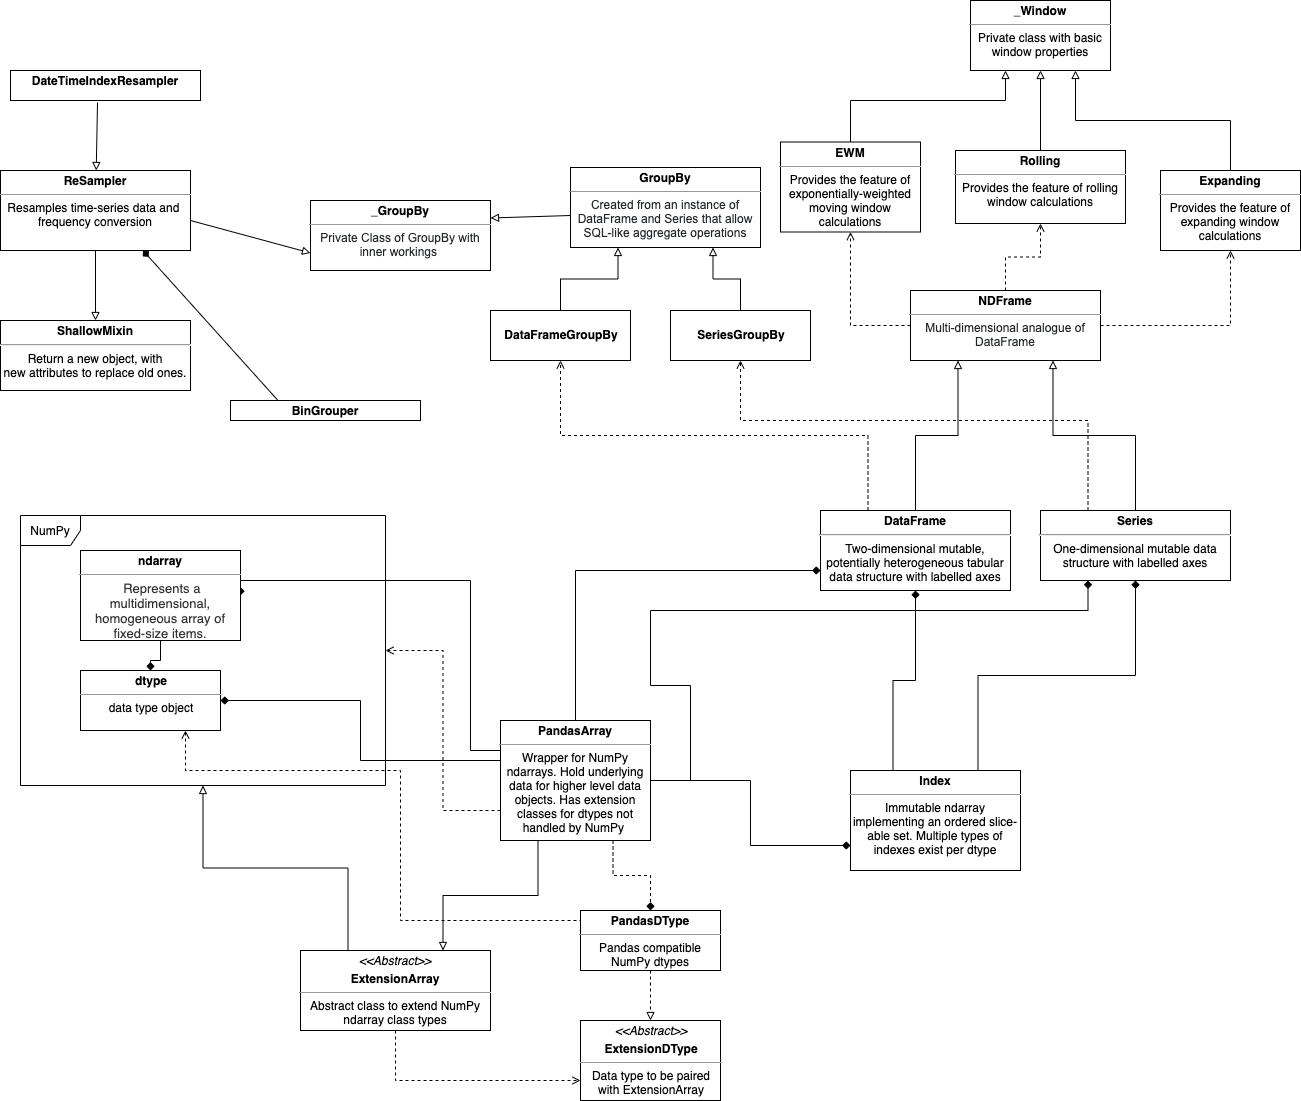 _Window
Private class with basic
window properties
DateTimeIndexResampler
EWM
Provides the feature of
exponentially-weighted
moving window
calculations
Rolling
Provides the feature of rolling
window calculations
Expanding
Provides the feature of
expanding window
calculations
ReSampler
Resamples time-series data and
frequency conversion
_GroupBy
Private Class of GroupBy with
inner workings
GroupBy
Created from an instance of
DataFrame and Series that allow
SQL-like aggregate operations
NDFrame
Multi-dimensional analogue of
DataFrame
ShallowMixin
Return a new object, with
new attributes to replace old ones.
DataFrameGroupBy
SeriesGroupBy
BinGrouper
NumPy
ndarray
Represents a
multidimensional,
homogeneous array of
fixed-size items.
dtype
data type object
DataFrame
Two-dimensional mutable,
potentially heterogeneous tabular
data structure with labelled axes
Series
One-dimensional mutable data
structure with labelled axes
PandasArray
Wrapper for NumPy
ndarrays. Hold underlying
data for higher level data
objects. Has extension
classes for dtypes not
handled by NumPy
Index
Immutable ndarray
implementing an ordered slice-
able set. Multiple types of
indexes exist per dtype
PandasDType
Pandas compatible
NumPy dtypes
<<Abstract>>
ExtensionArray
Abstract class to extend NumPy
ndarray class types
<<Abstract>>
ExtensionDType
Data type to be paired
with ExtensionArray